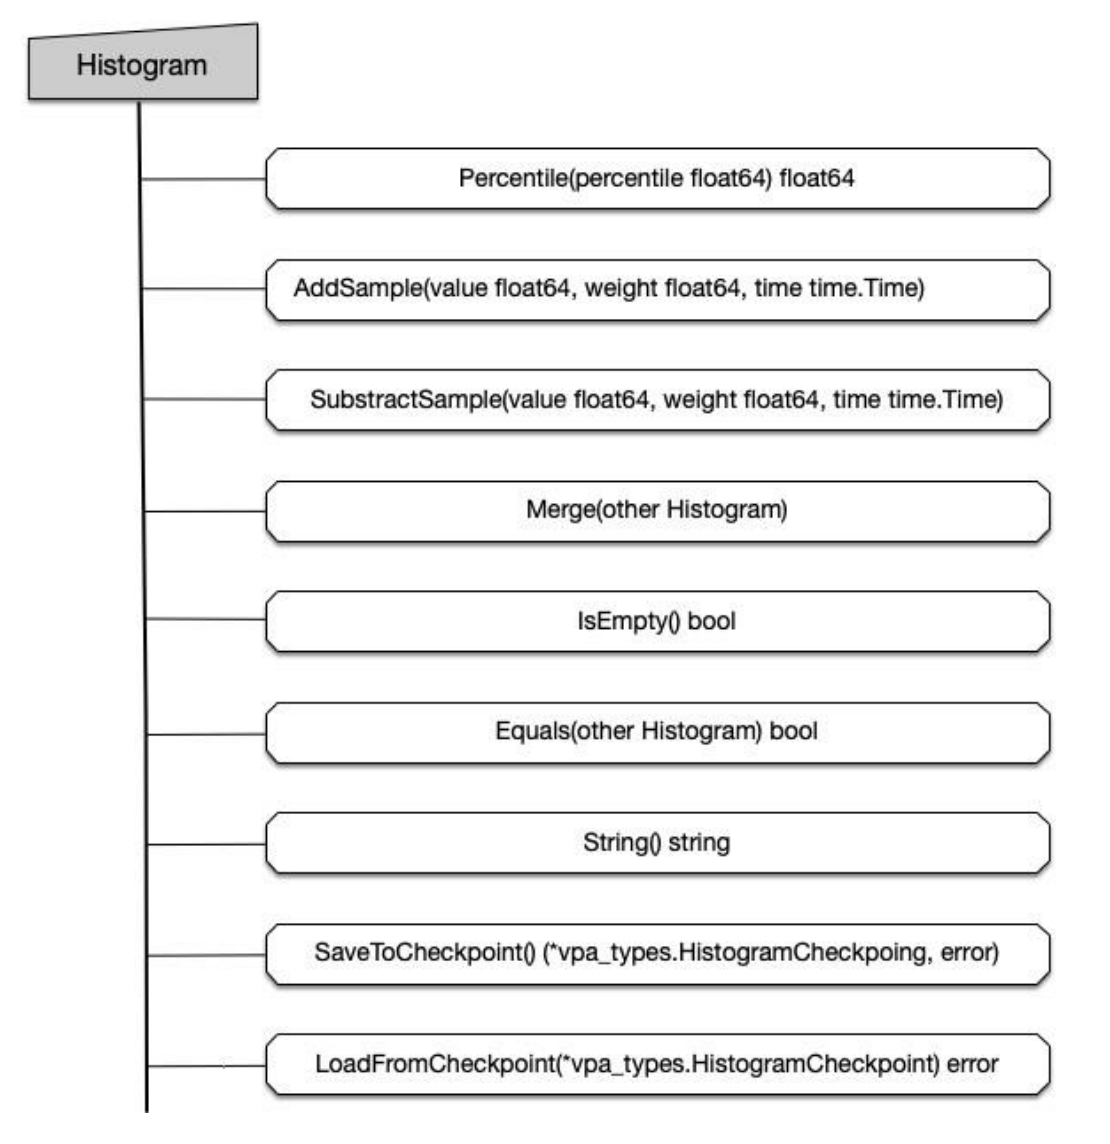 Histogram
Percentile(percentile float64) float64
AddSample(value float64, weight float64, time time.Time)
SubstractSample(value float64, weight float64, time time.Time)
Merge(other Histogram)
IsEmpty() bool
Equals(other Histogram) bool
String() string
SaveToCheckpoint() (*vpa_types.HistogramCheckpoing, error)
LoadFromCheckpoint(*vpa_types.HistogramCheckpoint) error